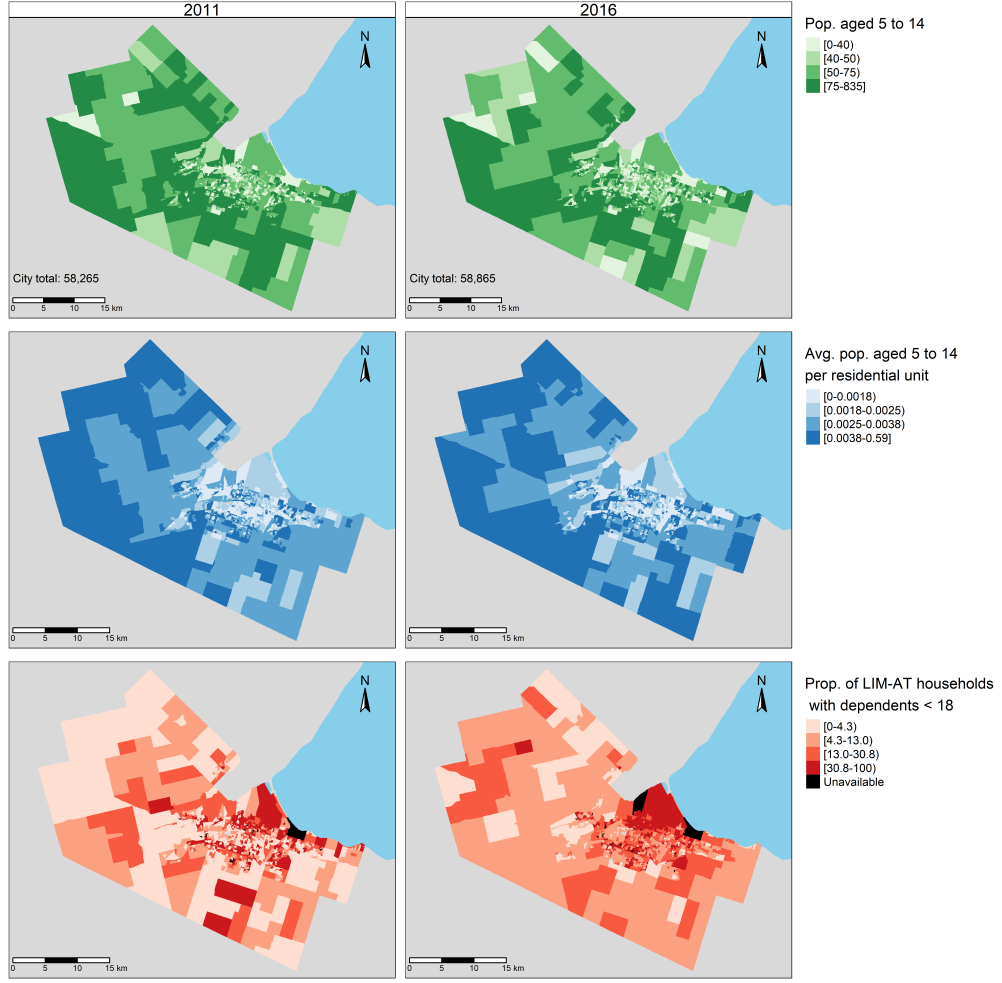 2011
2016
N
City total: 58,265
0 5 10 15 km
N
City total: 58,865
0 5 10 15 km
Pop. aged 5 to 14
[0-40)
[40-50)
[50-75)
[75-835]
N
0 5 10 15 km
N
0 5 10 15 km
Avg. pop. aged 5 to 14
per residential unit
[0-0.0018)
[0.0018-0.0025)
[0.0025-0.0038)
[0.0038-0.59]
N
0 5 10 15 km
N
0 5 10 15 km
Prop. of LIM-AT households
with dependents < 18
[0-4.3)
[4.3-13.0)
[13.0-30.8)
[30.8-100)
Unavailable